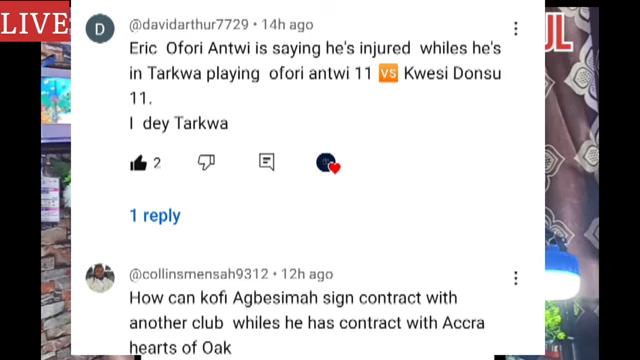 LIVE
UL
D
@davidarthur7729 • 14h ago
Eric Ofori Antwi is saying he's injured whiles he's
in Tarkwa playing ofori antwi 11 🆚 Kwesi Donsu
11.
I dey Tarkwa
2
1 reply
@collinsmensah9312 • 12h ago
How can kofi Agbesimah sign contract with
another club whiles he has contract with Accra
hearts of Oak